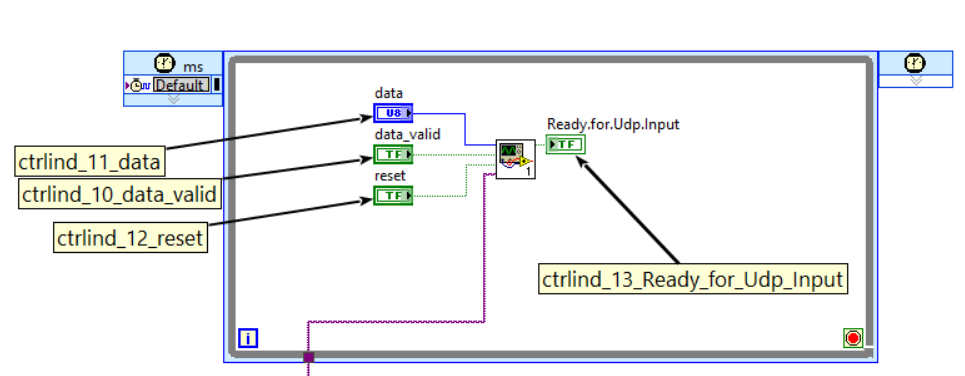 ms
Default
data
U8
data_valid
TF
reset
TF
Ready.for.Udp.Input
TF
1
ctrlind_11_data
ctrlind_10_data_valid
ctrlind_12_reset
ctrlind_13_Ready_for_Udp_Input
i